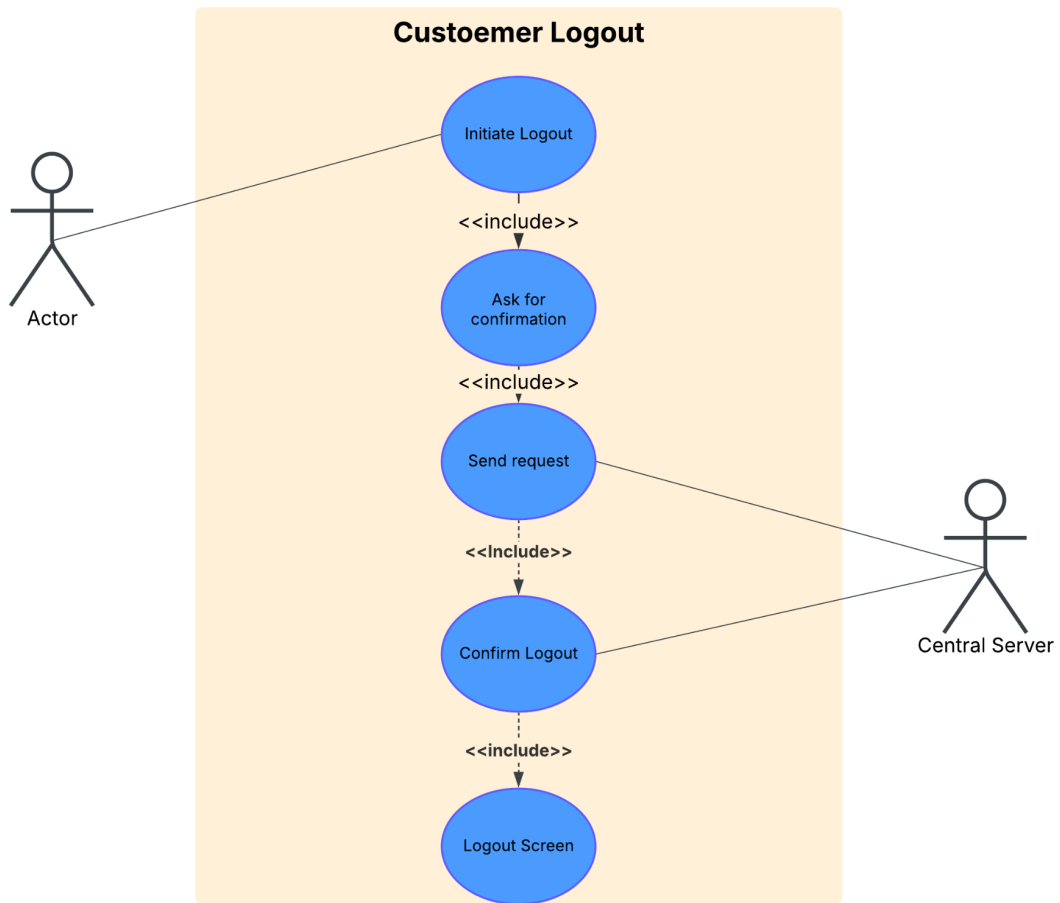 Custoemer Logout
Initiate Logout
<<include>>
Actor
Ask for
confirmation
<<include>>
Send request
<<Include>>
Confirm Logout
Central Server
<<include>>
Logout Screen